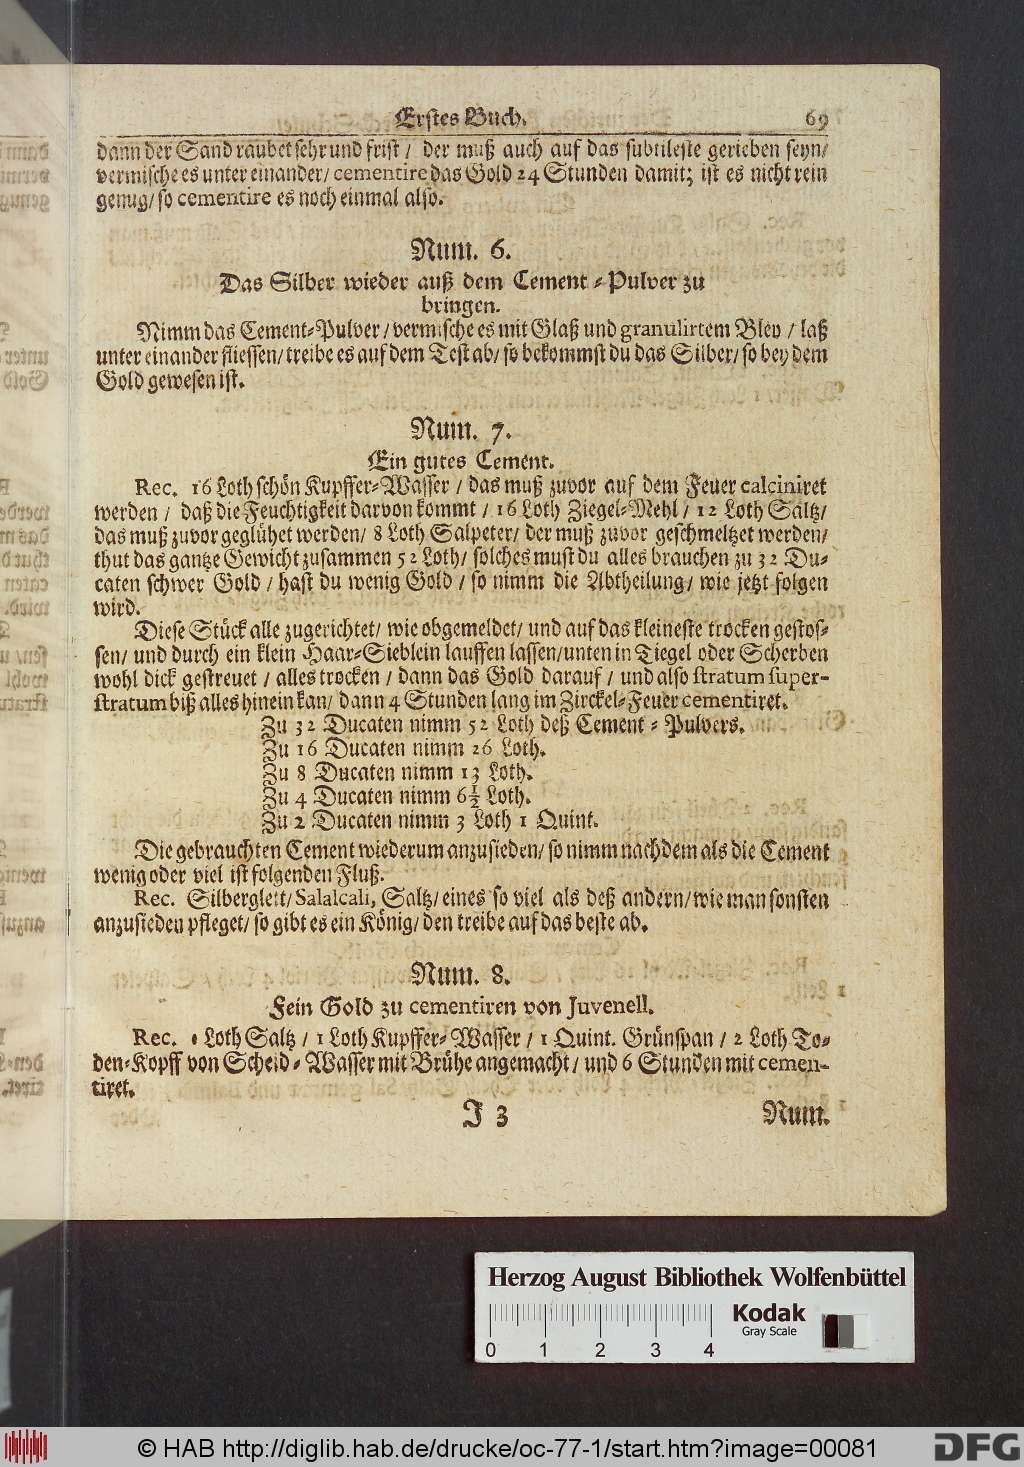 Erstes Buch. 69
dann der Sand raubet sehr und frist / der muß auch auf das subtileste gerieben seyn/
vermische es unter einander/ cementire das Gold 24 Stunden damit; ist es nicht rein
genug/ so cementire es noch einmal also.
Num. 6.
Das Silber wieder auß dem Cement-Pulver zu
bringen.
Nimm das Cement-Pulver/ vermische es mit Glaß und granulirtem Bley / laß
unter einander fliessen/ treibe es auf dem Test ab/ so bekommst du das Silber/ so bey dem
Gold gewesen ist.
Num. 7.
Ein gutes Cement.
Rec. 16 Loth schön Kupffer-Wasser / das muß zuvor auf dem Feuer calciniret
werden / daß die Feuchtigkeit darvon kommt / 16 Loth Ziegel-Mehl / 12 Loth Saltz/
das muß zuvor geglühet werden/ 8 Loth Salpeter/ der muß zuvor geschmeltzet werden/
thut das gantze Gewicht zusammen 52 Loth/ solches must du alles brauchen zu 32 Du-
caten schwer Gold / hast du wenig Gold / so nimm die Abtheilung/ wie jetzt folgen
wird.
Diese Stück alle zugerichtet/ wie obgemeldet/ und auf das kleineste trocken gestos-
sen/ und durch ein klein Haar-Sieblein lauffen lassen/ unten in Tiegel oder Scherben
wohl dick gestreuet / alles trocken / dann das Gold darauf / und also stratum super-
stratum biß alles hinein kan/ dann 4 Stunden lang im Zirckel-Feuer cementiret.
Zu 32 Ducaten nimm 52 Loth deß Cement-Pulvers.
Zu 16 Ducaten nimm 26 Loth.
Zu 8 Ducaten nimm 13 Loth.
Zu 4 Ducaten nimm 6½ Loth.
Zu 2 Ducaten nimm 3 Loth 1 Quint.
Die gebrauchten Cement wiederum anzusieden/ so nimm nachdem als die Cement
wenig oder viel ist folgenden Fluß.
Rec. Silberglett/ Salalcali, Saltz/ eines so viel als deß andern/ wie man sonsten
anzusieden pfleget/ so gibt es ein König/ den treibe auf das beste ab.
Num. 8.
Fein Gold zu cementiren von Juvenell.
Rec. Loth Saltz / 1 Loth Kupffer-Wasser / 1 Quint. Grünspan / 2 Loth To-
den-Kopff von Scheid-Wasser mit Brühe angemacht/ und 6 Stunden mit cemen-
tiret.
J 3 Num.
Herzog August Bibliothek Wolfenbüttel
Kodak
Gray Scale
0 1 2 3 4
© HAB http://diglib.hab.de/drucke/oc-77-1/start.htm?image=00081
DFG